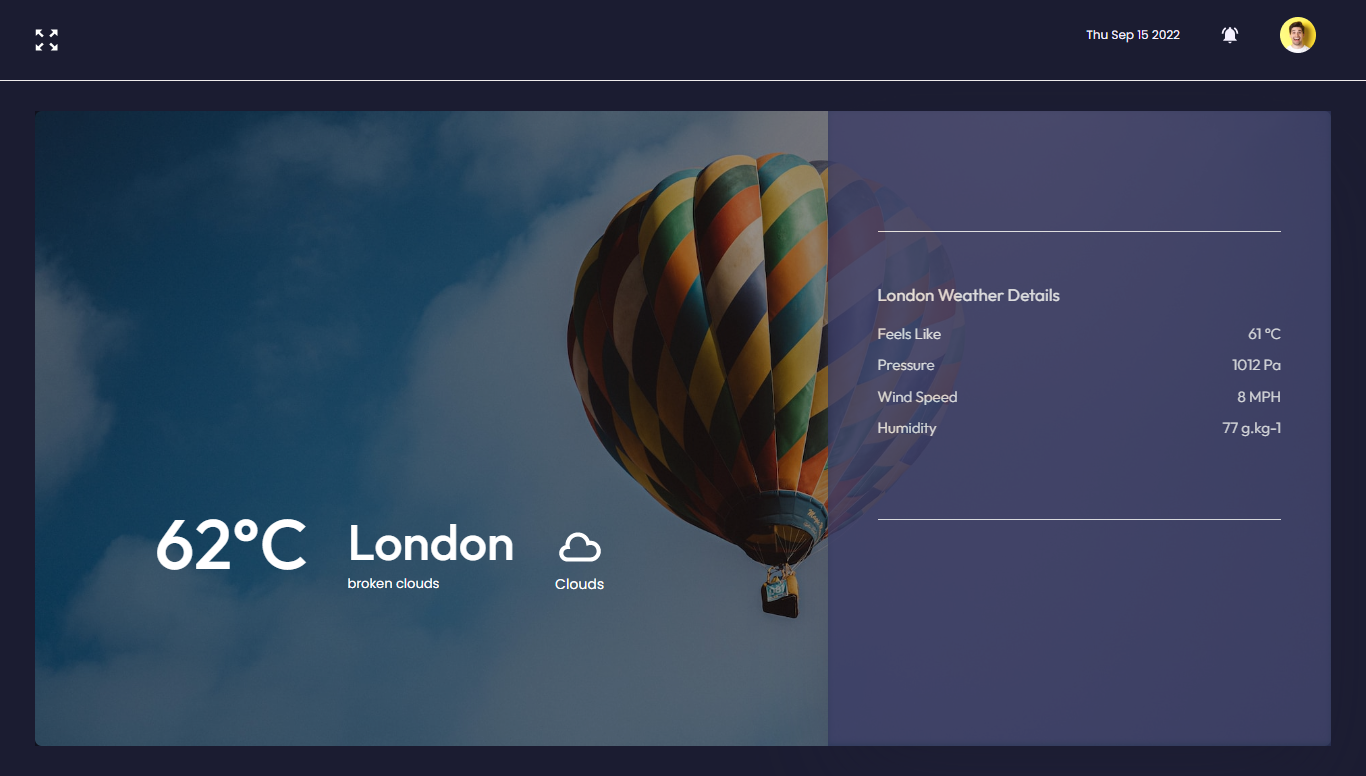 Thu Sep 15 2022
London Weather Details
Feels Like 61 °C
Pressure 1012 Pa
Wind Speed 8 MPH
Humidity 77 g.kg-1
62°C London
broken clouds
Clouds